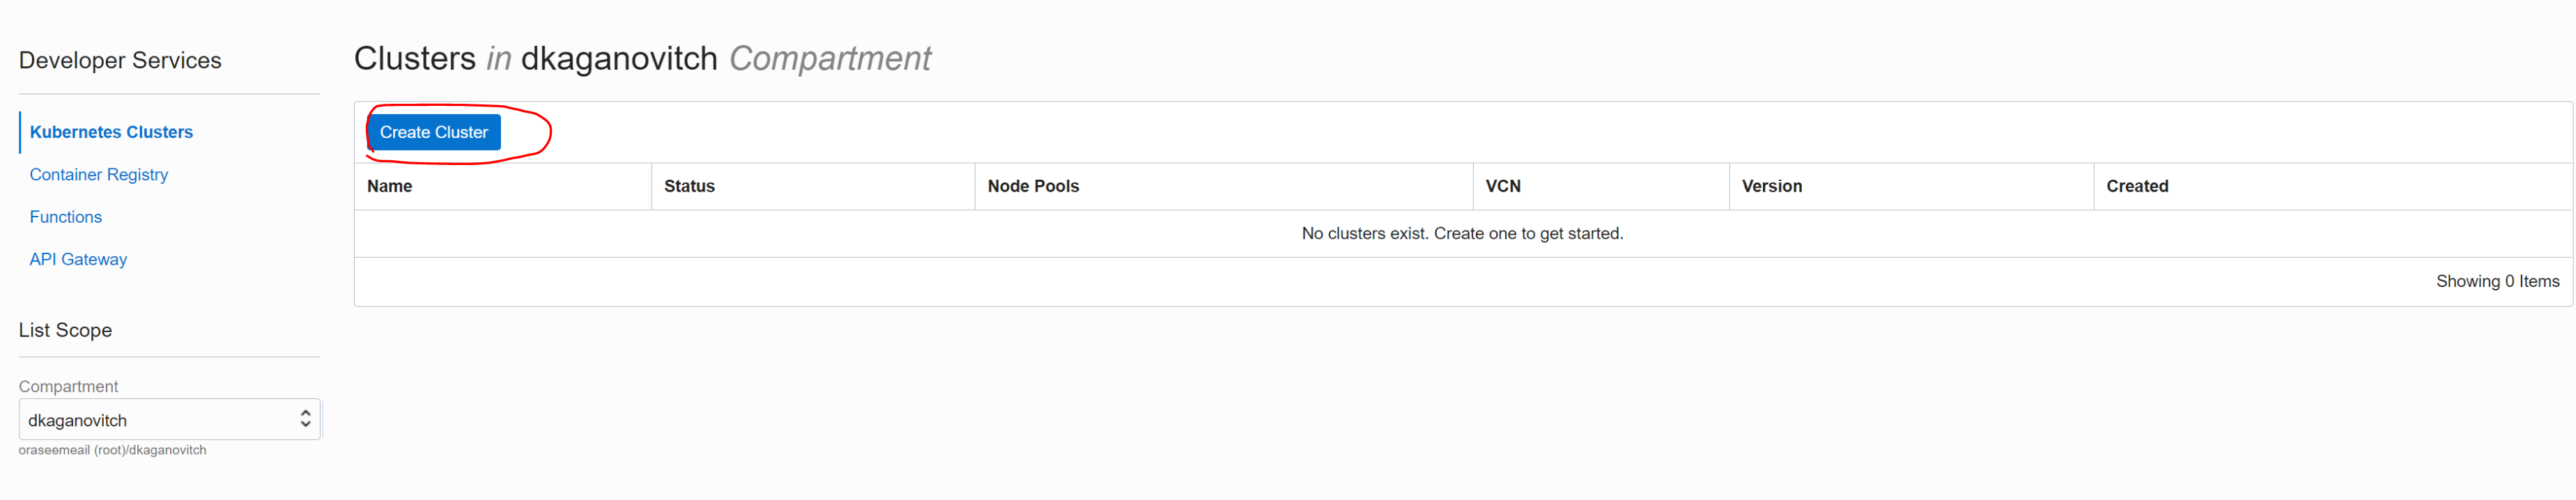 Developer Services
Kubernetes Clusters
Container Registry
Functions
API Gateway
List Scope
Compartment
dkaganovitch
oraseemeail (root)/dkaganovitch
Clusters in dkaganovitch Compartment
Create Cluster
Name Status Node Pools VCN Version Created
No clusters exist. Create one to get started.
Showing 0 Items